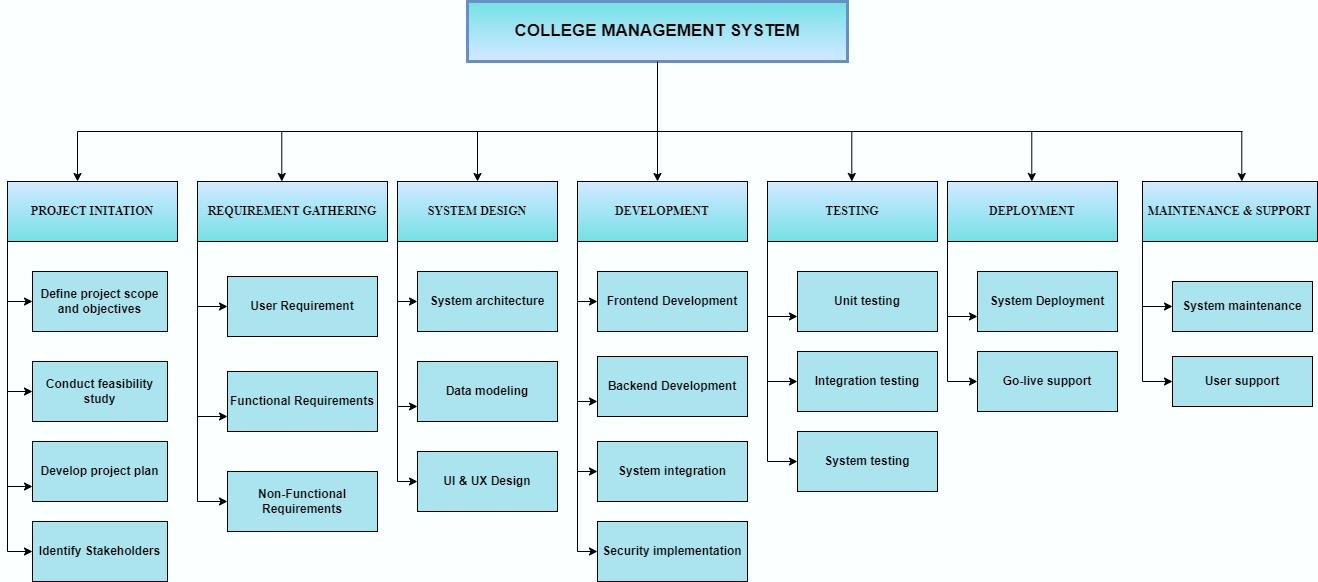 COLLEGE MANAGEMENT SYSTEM
PROJECT INITATION
REQUIREMENT GATHERING
SYSTEM DESIGN
DEVELOPMENT
TESTING
DEPLOYMENT
MAINTENANCE & SUPPORT
Define project scope
and objectives
Conduct feasibility
study
Develop project plan
Identify Stakeholders
User Requirement
Functional Requirements
Non-Functional
Requirements
System architecture
Data modeling
UI & UX Design
Frontend Development
Backend Development
System integration
Security implementation
Unit testing
Integration testing
System testing
System Deployment
Go-live support
System maintenance
User support